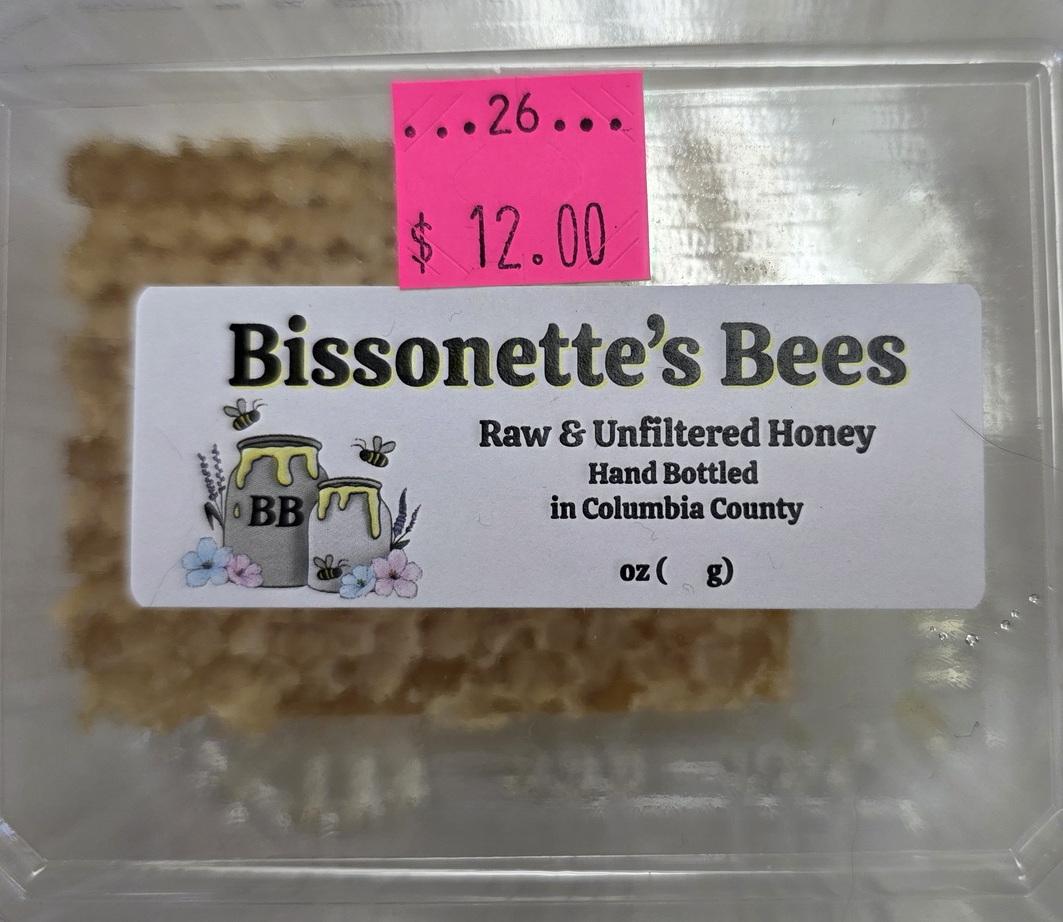 ...26...
$ 12.00
Bissonette's Bees
Raw & Unfiltered Honey
Hand Bottled
in Columbia County
BB
oz ( g)